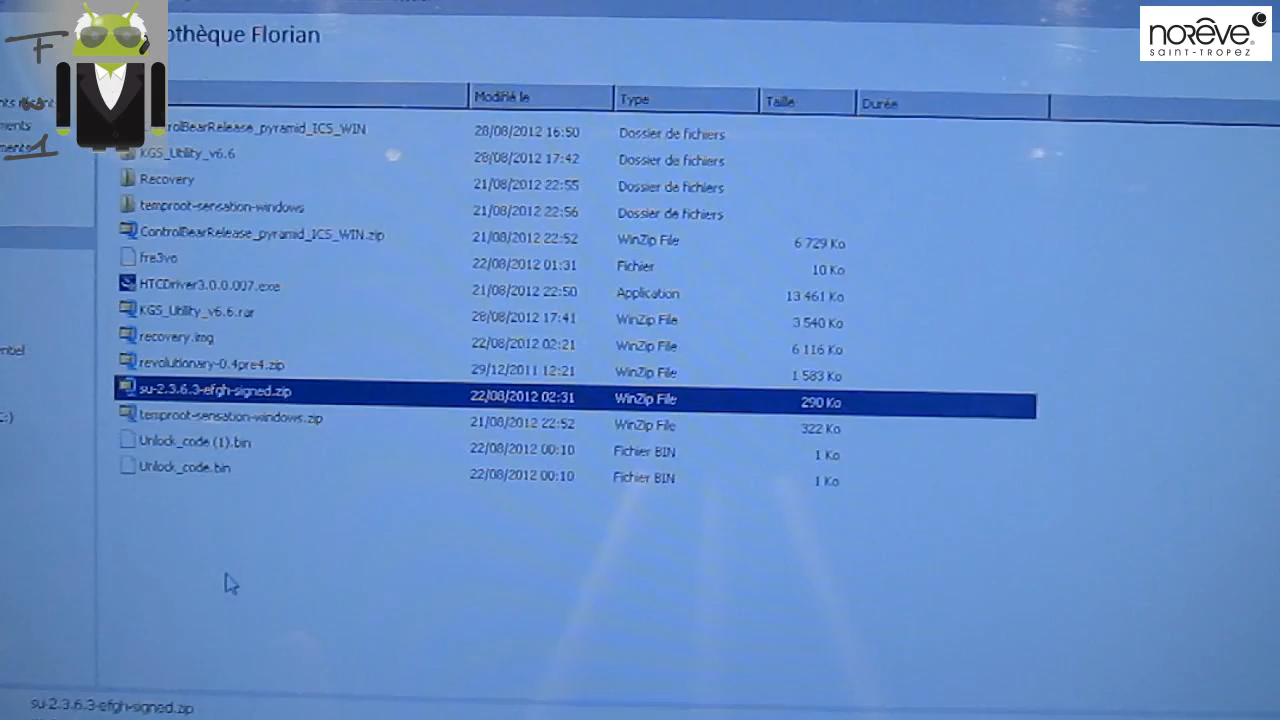 othèque Florian
norêve®
SAINT-TROPEZ
F
1
Modifié le Type Taille Durée
ntrolBearRelease_pyramid_ICS_WIN 28/08/2012 16:50 Dossier de fichiers
KGS_Utility_v6.6 28/08/2012 17:42 Dossier de fichiers
Recovery 21/08/2012 22:55 Dossier de fichiers
temproot-sensation-windows 21/08/2012 22:56 Dossier de fichiers
ControlBearRelease_pyramid_ICS_WIN.zip 21/08/2012 22:52 WinZip File 6 729 Ko
fre3vo 22/08/2012 01:31 Fichier 10 Ko
HTCDriver3.0.0.007.exe 21/08/2012 22:50 Application 13 461 Ko
KGS_Utility_v6.6.rar 28/08/2012 17:41 WinZip File 3 540 Ko
recovery.img 22/08/2012 02:21 WinZip File 6 116 Ko
revolutionary-0.4pre4.zip 29/12/2011 12:21 WinZip File 1 583 Ko
su-2.3.6.3-efgh-signed.zip 22/08/2012 02:31 WinZip File 290 Ko
temproot-sensation-windows.zip 21/08/2012 22:52 WinZip File 322 Ko
Unlock_code (1).bin 22/08/2012 00:10 Fichier BIN 1 Ko
Unlock_code.bin 22/08/2012 00:10 Fichier BIN 1 Ko
ments
ntiel
C:)
su-2.3.6.3-efgh-signed.zip